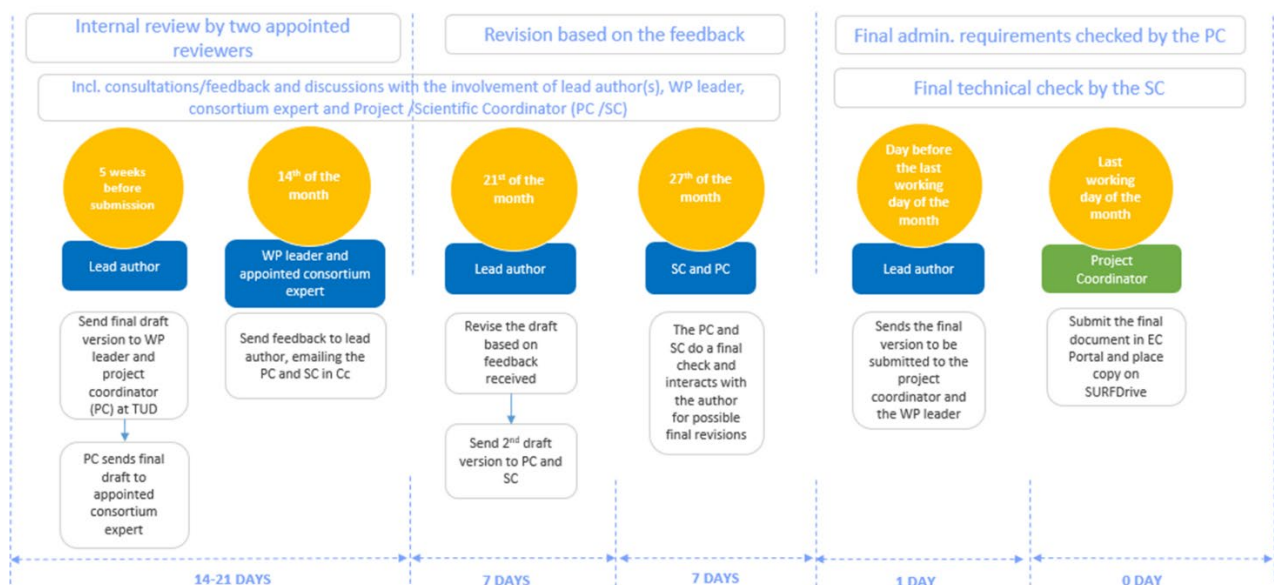 Internal review by two appointed
reviewers
Revision based on the feedback
Final admin. requirements checked by the PC
Incl. consultations/feedback and discussions with the involvement of lead author(s), WP leader,
consortium expert and Project /Scientific Coordinator (PC /SC)
Final technical check by the SC
5 weeks
before
submission
Lead author
Send final draft
version to WP
leader and
project
coordinator
(PC) at TUD
PC sends final
draft to
appointed
consortium
expert
14th of the
month
WP leader and
appointed consortium
expert
Send feedback to lead
author, emailing the
PC and SC in Cc
21st of the
month
Lead author
Revise the draft
based on
feedback
received
Send 2nd draft
version to PC and
SC
27th of the
month
SC and PC
The PC and
SC do a final
check and
interacts with
the author
for possible
final revisions
Day before
the last
working
day of the
month
Lead author
Sends the final
version to be
submitted to the
project
coordinator and
the WP leader
Last
working
day of the
month
Project
Coordinator
Submit the final
document in EC
Portal and place
copy on
SURFDrive
14-21 DAYS
7 DAYS
7 DAYS
1 DAY
0 DAY